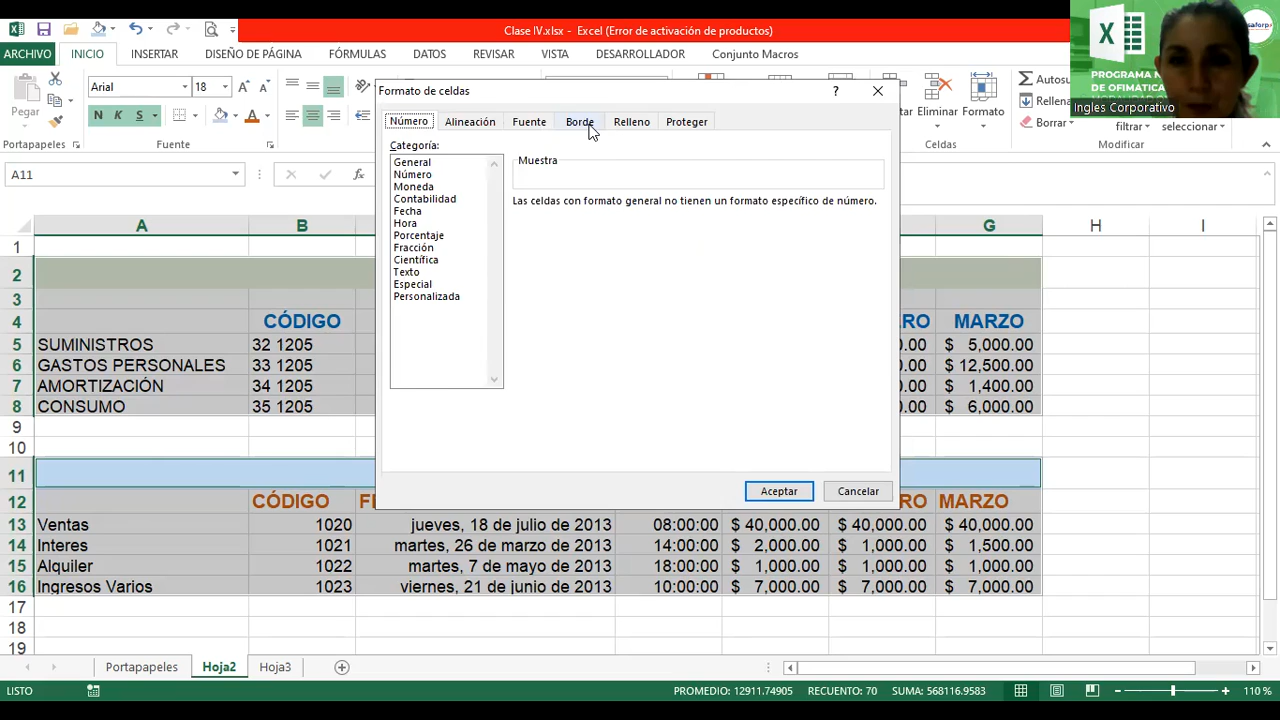 Clase IV.xlsx - Excel (Error de activación de productos)
ARCHIVO INICIO INSERTAR DISEÑO DE PÁGINA FÓRMULAS DATOS REVISAR VISTA DESARROLLADOR Conjunto Macros
PROGRAMA
OFIMATICA
Ingles Corporativo
Pegar
Arial 18
N K S
Portapapeles
Fuente
Formato
Celdas
Autosu
Rellena
Borrar
filtrar
seleccionar
Modificar
A11
Formato de celdas
Número Alineación Fuente Borde Relleno Proteger
Categoría:
General
Número
Moneda
Contabilidad
Fecha
Hora
Porcentaje
Fracción
Científica
Texto
Especial
Personalizada
Muestra
Las celdas con formato general no tienen un formato específico de número.
Aceptar Cancelar
A B G H I
1
2
3
4 CÓDIGO RO MARZO
5 SUMINISTROS 32 1205 0.00 $ 5,000.00
6 GASTOS PERSONALES 33 1205 0.00 $ 12,500.00
7 AMORTIZACIÓN 34 1205 0.00 $ 1,400.00
8 CONSUMO 35 1205 0.00 $ 6,000.00
9
10
11
12 CÓDIGO FE RO MARZO
13 Ventas 1020 jueves, 18 de julio de 2013 08:00:00 $ 40,000.00 $ 40,000.00 $ 40,000.00
14 Interes 1021 martes, 26 de marzo de 2013 14:00:00 $ 2,000.00 $ 1,000.00 $ 1,500.00
15 Alquiler 1022 martes, 7 de mayo de 2013 18:00:00 $ 1,000.00 $ 1,000.00 $ 1,000.00
16 Ingresos Varios 1023 viernes, 21 de junio de 2013 10:00:00 $ 7,000.00 $ 7,000.00 $ 7,000.00
17
18
19
Portapapeles Hoja2 Hoja3
LISTO PROMEDIO: 12911.74905 RECUENTO: 70 SUMA: 568116.9583 110 %